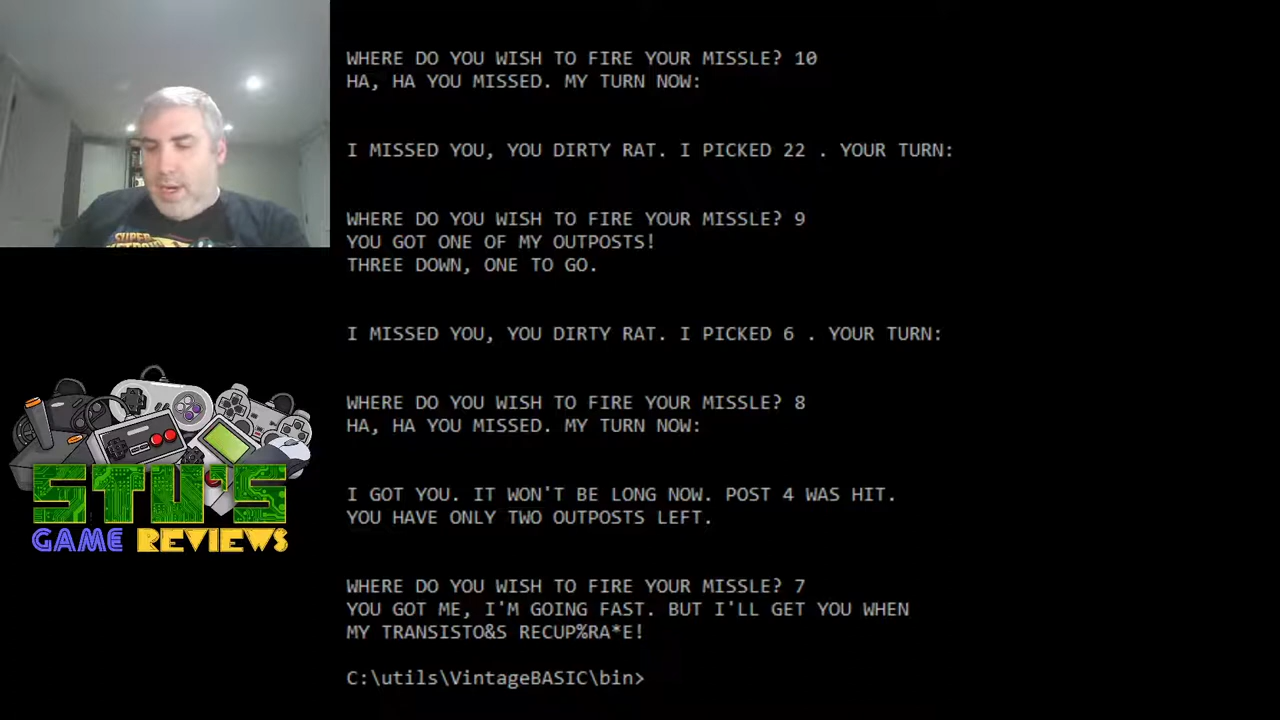 WHERE DO YOU WISH TO FIRE YOUR MISSLE? 10
HA, HA YOU MISSED. MY TURN NOW:
I MISSED YOU, YOU DIRTY RAT. I PICKED 22 . YOUR TURN:
WHERE DO YOU WISH TO FIRE YOUR MISSLE? 9
YOU GOT ONE OF MY OUTPOSTS!
THREE DOWN, ONE TO GO.
I MISSED YOU, YOU DIRTY RAT. I PICKED 6 . YOUR TURN:
WHERE DO YOU WISH TO FIRE YOUR MISSLE? 8
HA, HA YOU MISSED. MY TURN NOW:
I GOT YOU. IT WON'T BE LONG NOW. POST 4 WAS HIT.
YOU HAVE ONLY TWO OUTPOSTS LEFT.
WHERE DO YOU WISH TO FIRE YOUR MISSLE? 7
YOU GOT ME, I'M GOING FAST. BUT I'LL GET YOU WHEN
MY TRANSISTO&S RECUP%RA*E!
C:\utils\VintageBASIC\bin>
SUPER
STU'S
GAME REVIEWS